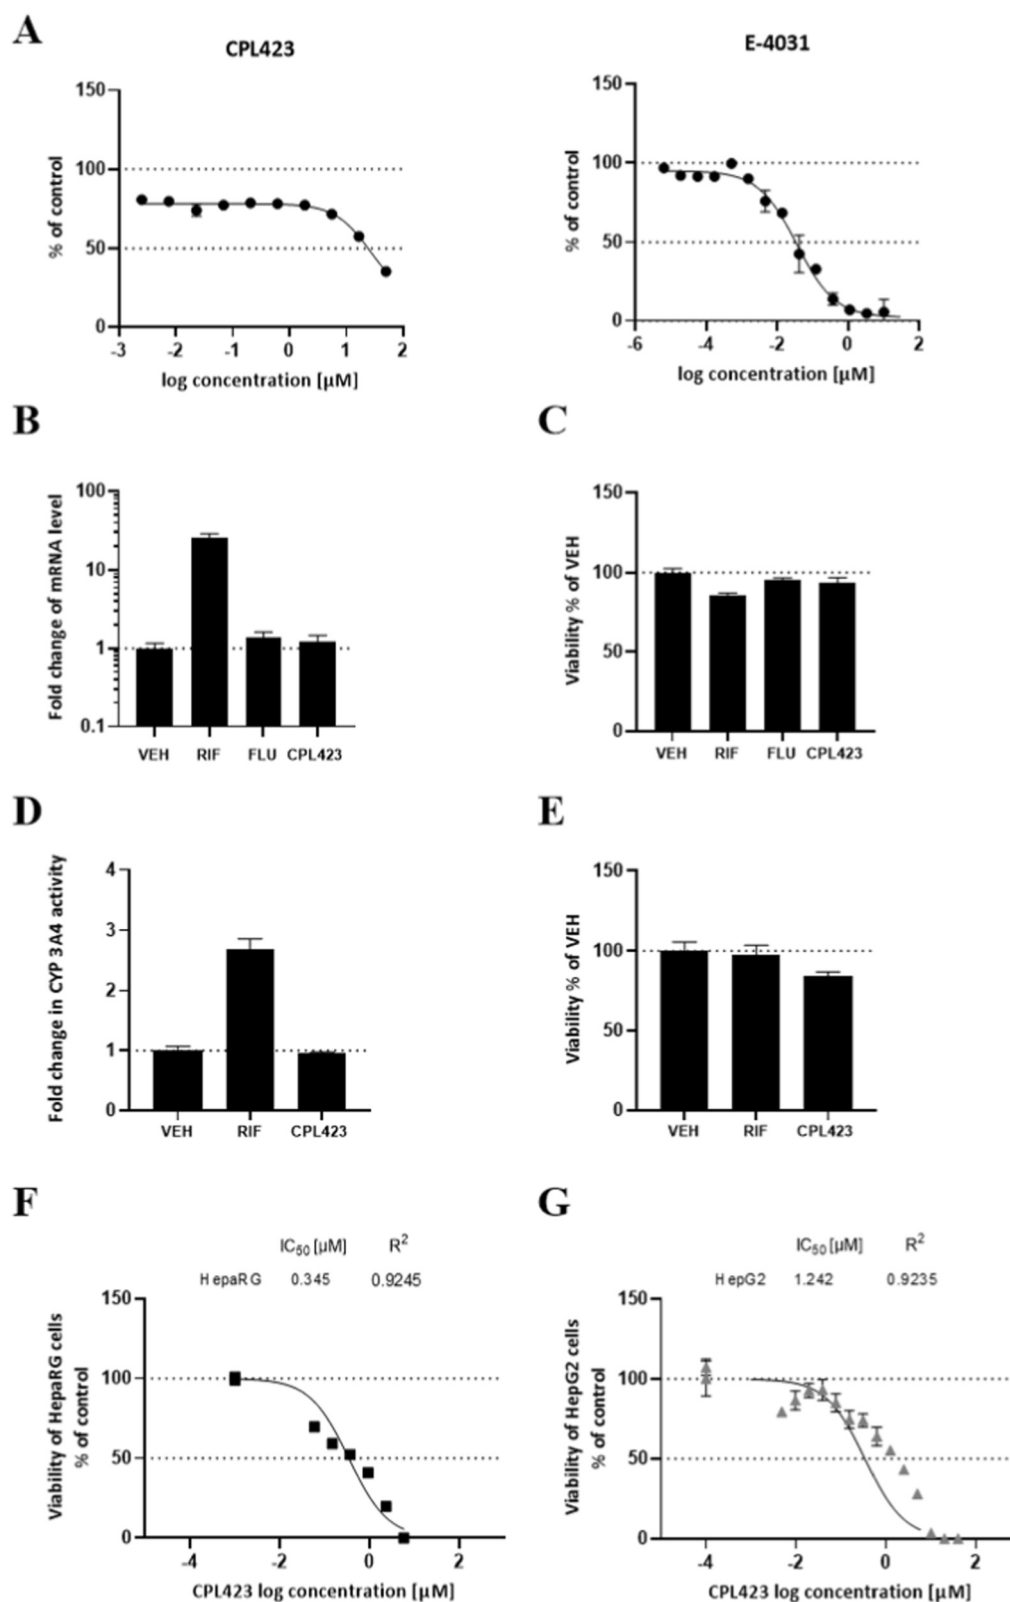 A
CPL423
E-4031
150
100
50
0
% of control
-3 -2 -1 0 1 2
log concentration [µM]
150
100
50
0
% of control
-6 -4 -2 0 2
log concentration [µM]
B
C
100
10
1
0.1
Fold change of mRNA level
VEH RIF FLU CPL423
150
100
50
0
Viability % of VEH
VEH RIF FLU CPL423
D
E
4
3
2
1
0
Fold change in CYP 3A4 activity
VEH RIF CPL423
150
100
50
0
Viability % of VEH
VEH RIF CPL423
F
G
IC50 [µM] R2
HepaRG 0.345 0.9245
150
100
50
0
Viability of HepaRG cells
% of control
-4 -2 0 2
CPL423 log concentration [µM]
IC50 [µM] R2
HepG2 1.242 0.9235
150
100
50
0
Viability of HepG2 cells
% of control
-4 -2 0 2
CPL423 log concentration [µM]